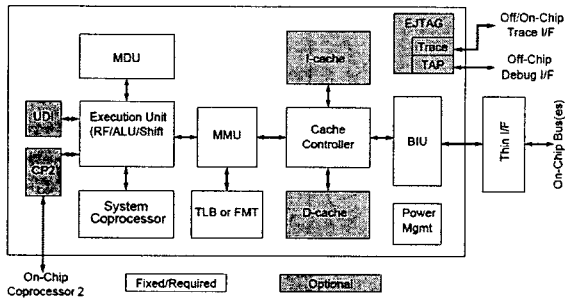 EJTAG
Off/On-Chip
Trace I/F
iTrace
TAP
Off-Chip
Debug I/F
MDU
I-cache
UDI
Execution Unit
(RF/ALU/Shift
MMU
Cache
Controller
BIU
Thin I/F
On-Chip Bus(es)
CP2
System
Coprocessor
TLB or FMT
D-cache
Power
Mgmt
On-Chip
Coprocessor 2
Fixed/Required
Optional